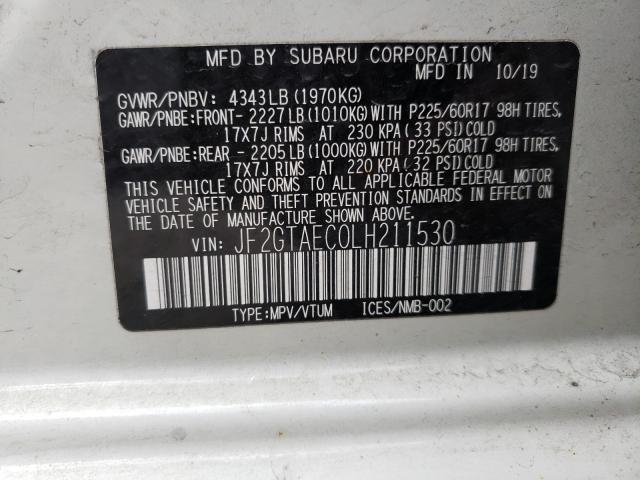 MFD BY SUBARU CORPORATION
MFD IN 10/19
GVWR/PNBV: 4343LB (1970KG)
GAWR/PNBE:FRONT- 2227LB (1010KG) WITH P225/60R17 98H TIRES,
17X7J RIMS AT 230 KPA( 33 PSI) COLD
GAWR/PNBE:REAR - 2205LB (1000KG) WITH P225/60R17 98H TIRES,
17X7J RIMS AT 220 KPA( 32 PSI) COLD
THIS VEHICLE CONFORMS TO ALL APPLICABLE FEDERAL MOTOR
VEHICLE SAFETY AND THEFT PREVENTION STANDARDS IN EFFECT ON
THE DATE OF MANUFACTURE SHOWN ABOVE.
VIN: JF2GTAEC0LH211530
TYPE:MPV/VTUM ICES/NMB-002